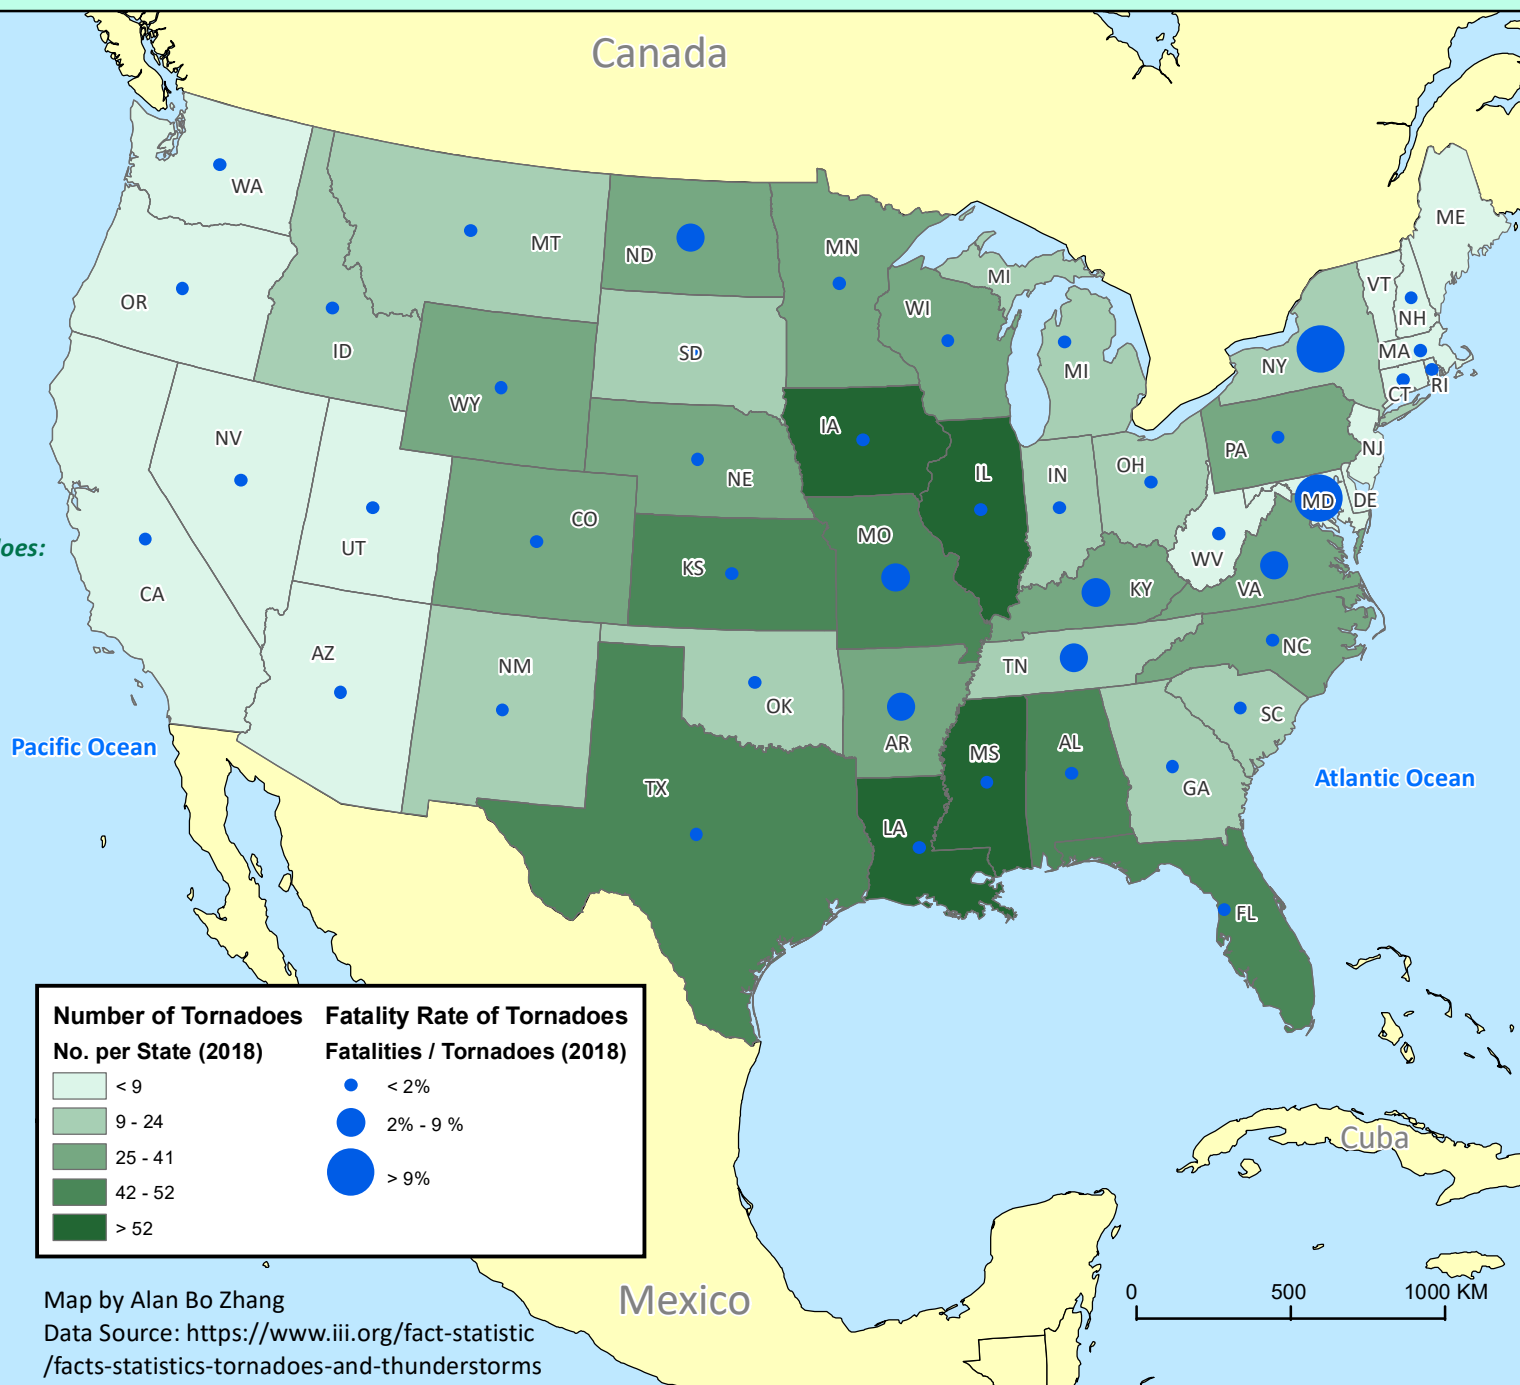 Canada
WA
MT
ND
MN
ME
OR
ID
SD
WI
MI
MI
VT
NH
NY
MA
CT
RI
WY
NV
UT
CO
NE
IA
IL
IN
OH
PA
NJ
MD
DE
WV
VA
KY
oes:
CA
KS
MO
AZ
NM
OK
TN
NC
SC
AR
MS
AL
GA
Pacific Ocean
TX
LA
FL
Atlantic Ocean
Number of Tornadoes
No. per State (2018)
< 9
9 - 24
25 - 41
42 - 52
> 52
Fatality Rate of Tornadoes
Fatalities / Tornadoes (2018)
< 2%
2% - 9 %
> 9%
Cuba
Mexico
0 500 1000 KM
Map by Alan Bo Zhang
Data Source: https://www.iii.org/fact-statistic
/facts-statistics-tornadoes-and-thunderstorms